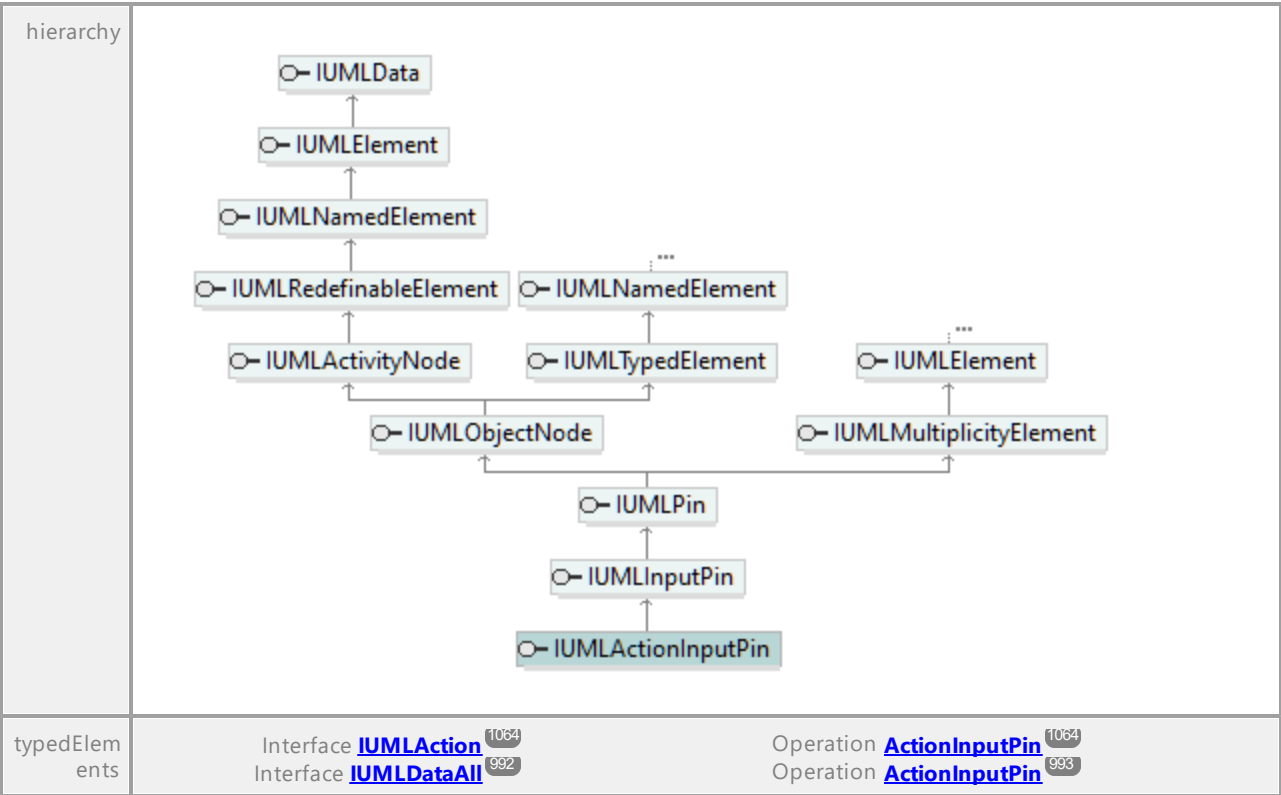 hierarchy
IUMLData
IUMLElement
IUMLNamedElement
...
IUMLRedefinableElement IUMLNamedElement
...
IUMLActivityNode IUMLTypedElement IUMLElement
IUMLObjectNode IUMLMultiplicityElement
IUMLPin
IUMLInputPin
IUMLActionInputPin
typedElem
ents
Interface IUMLAction 1064 Operation ActionInputPin 1064
Interface IUMLDataAll 992 Operation ActionInputPin 993